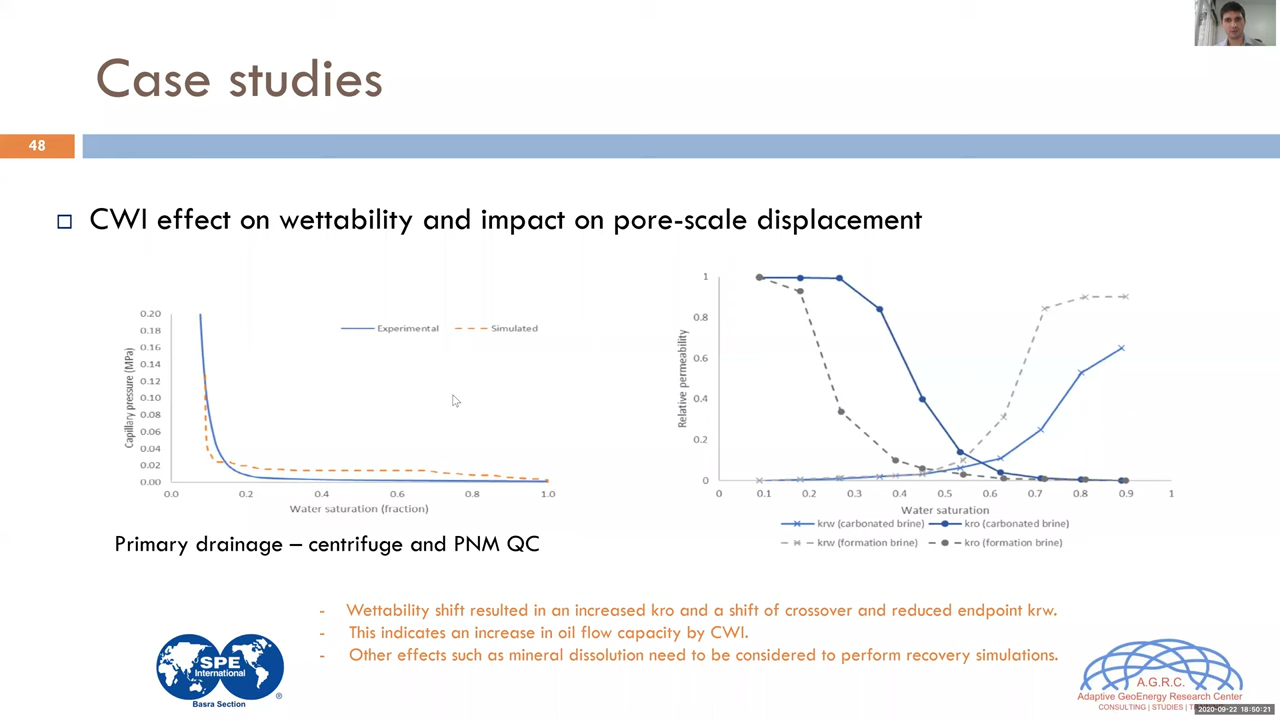 Case studies
48
CWI effect on wettability and impact on pore-scale displacement
0.20
0.18
0.16
0.14
0.12
0.10
0.08
0.06
0.04
0.02
0.00
Capillary pressure (MPa)
Experimental
Simulated
0.0 0.2 0.4 0.6 0.8 1.0
Water saturation (fraction)
Primary drainage – centrifuge and PNM QC
1
0.8
0.6
0.4
0.2
0
Relative permeability
0 0.1 0.2 0.3 0.4 0.5 0.6 0.7 0.8 0.9 1
Water saturation
krw (carbonated brine) kro (carbonated brine)
krw (formation brine) kro (formation brine)
- Wettability shift resulted in an increased kro and a shift of crossover and reduced endpoint krw.
- This indicates an increase in oil flow capacity by CWI.
- Other effects such as mineral dissolution need to be considered to perform recovery simulations.
SPE
International
®
Basra Section
A.G.R.C.
Adaptive GeoEnergy Research Center
CONSULTING | STUDIES |
2020-09-22 18:50:21